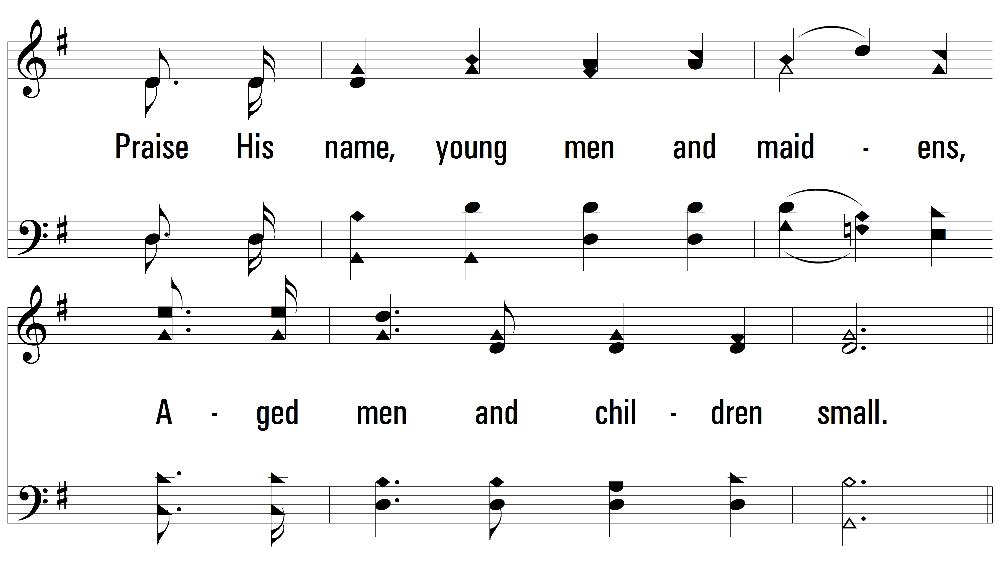 Praise His name, young men and maid - ens,
A - ged men and chil - dren small.